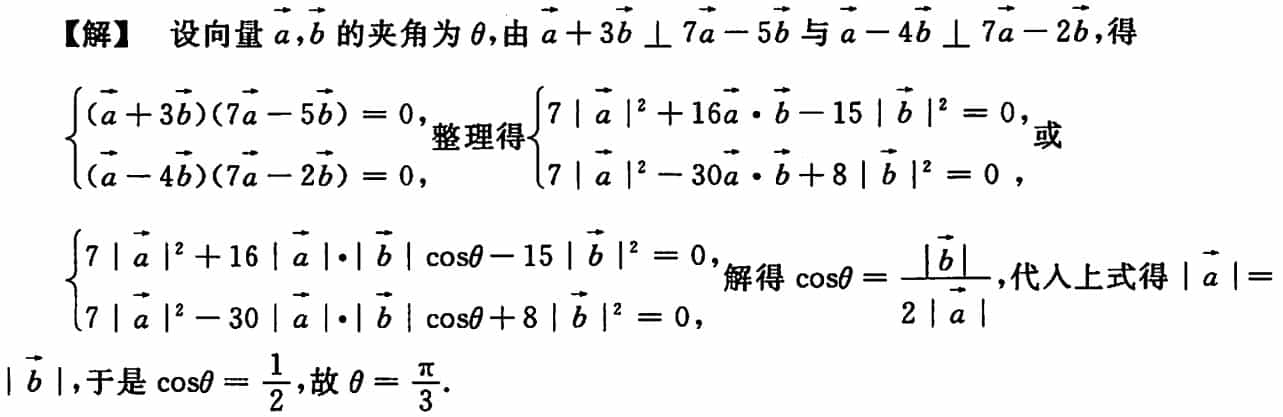 【解】 设向量 $\vec{a},\vec{b}$ 的夹角为 $\theta$,由 $\vec{a}+3\vec{b}\perp 7\vec{a}-5\vec{b}$ 与 $\vec{a}-4\vec{b}\perp 7\vec{a}-2\vec{b}$,得
$\begin{cases}(\vec{a}+3\vec{b})(7\vec{a}-5\vec{b})=0,\\(\vec{a}-4\vec{b})(7\vec{a}-2\vec{b})=0,\end{cases}$整理得$\begin{cases}7|\vec{a}|^2+16\vec{a}\cdot\vec{b}-15|\vec{b}|^2=0,\\7|\vec{a}|^2-30\vec{a}\cdot\vec{b}+8|\vec{b}|^2=0,\end{cases}$或
$\begin{cases}7|\vec{a}|^2+16|\vec{a}|\cdot|\vec{b}|\cos\theta-15|\vec{b}|^2=0,\\7|\vec{a}|^2-30|\vec{a}|\cdot|\vec{b}|\cos\theta+8|\vec{b}|^2=0,\end{cases}$解得 $\cos\theta=\frac{|\vec{b}|}{2|\vec{a}|}$,代入上式得 $|\vec{a}|=$
$|\vec{b}|$,于是 $\cos\theta=\frac{1}{2}$,故 $\theta=\frac{\pi}{3}$.